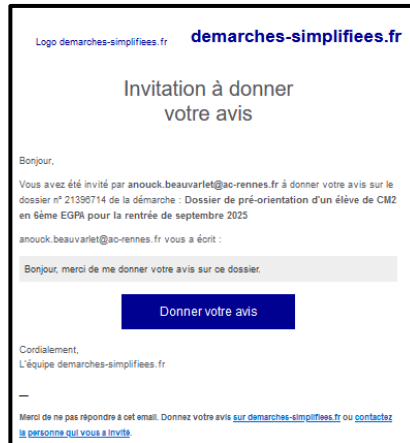 Logo demarches-simplifiees.fr
demarches-simplifiees.fr
Invitation à donner
votre avis
Bonjour,
Vous avez été invité par anouck.beauvarlet@ac-rennes.fr à donner votre avis sur le
dossier n° 21396714 de la démarche : Dossier de pré-orientation d'un élève de CM2
en 6ème EGPA pour la rentrée de septembre 2025
anouck.beauvarlet@ac-rennes.fr vous a écrit :
Bonjour, merci de me donner votre avis sur ce dossier.
Donner votre avis
Cordialement,
L'équipe demarches-simplifiees.fr
—
Merci de ne pas répondre à cet email. Donnez votre avis sur demarches-simplifiees.fr ou contactez
la personne qui vous a invité.